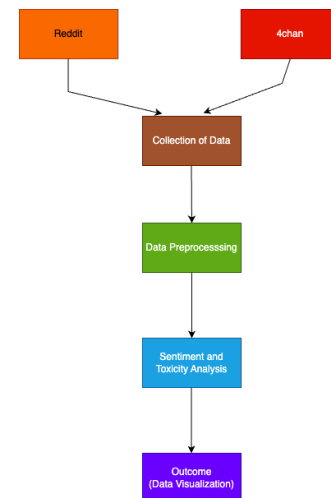 Reddit
4chan
Collection of Data
Data Preprocesssing
Sentiment and
Toxicity Analysis
Outcome
(Data Visualization)